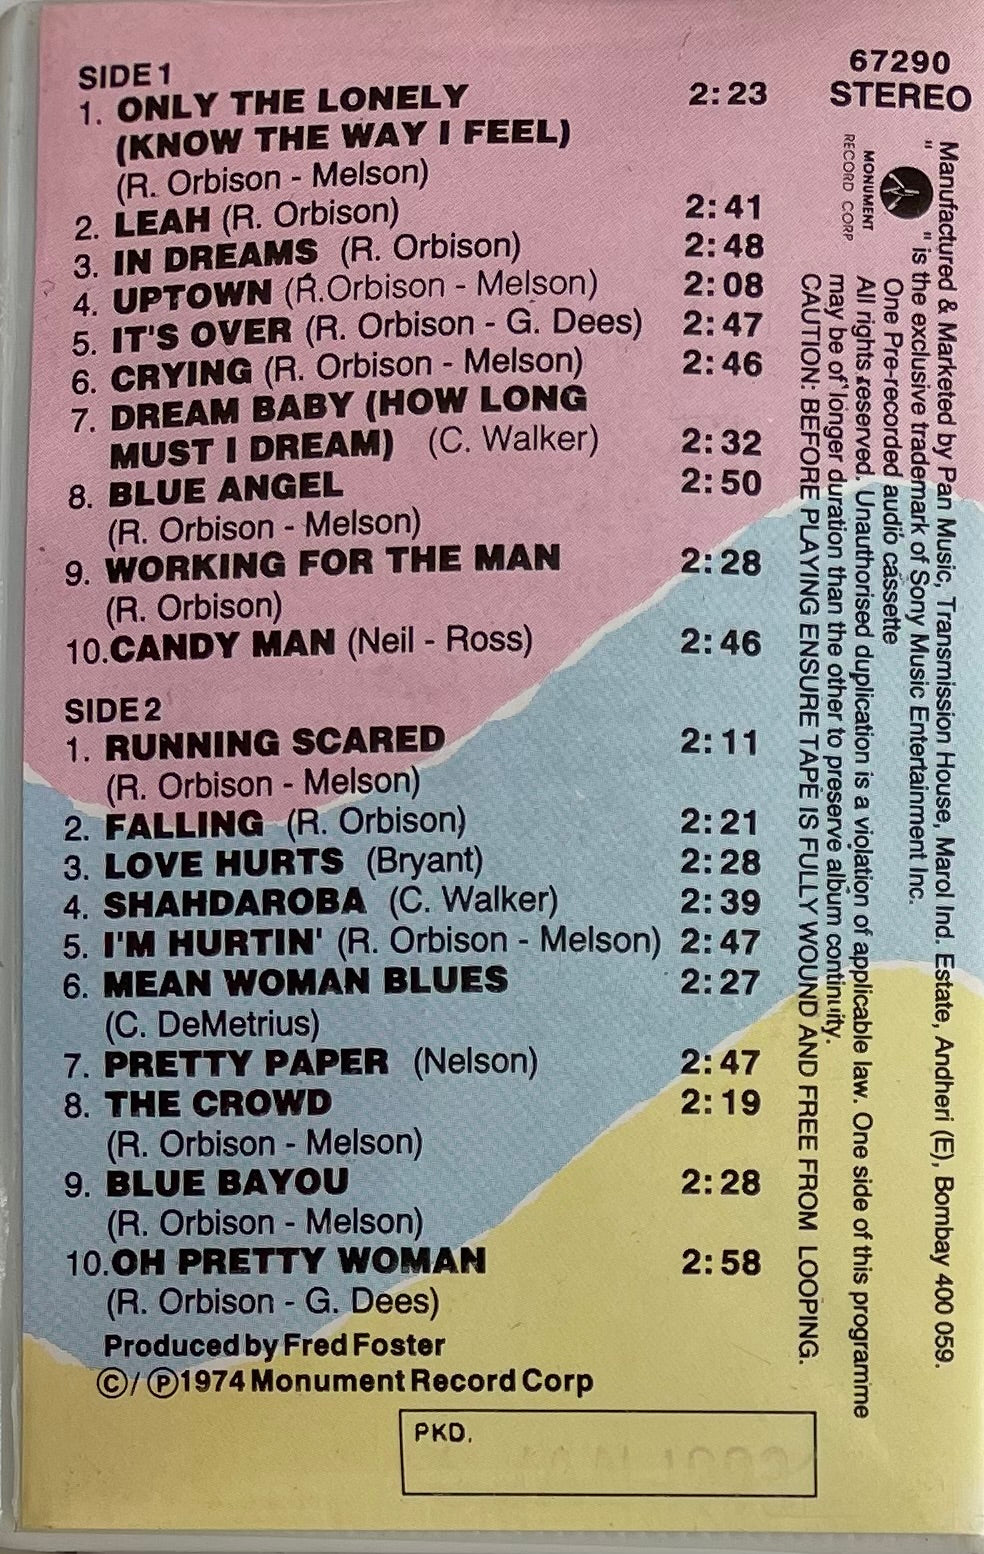 SIDE 1
1. ONLY THE LONELY 2:23
(KNOW THE WAY I FEEL)
(R. Orbison - Melson)
2. LEAH (R. Orbison) 2:41
3. IN DREAMS (R. Orbison) 2:48
4. UPTOWN (R.Orbison - Melson) 2:08
5. IT'S OVER (R. Orbison - G. Dees) 2:47
6. CRYING (R. Orbison - Melson) 2:46
7. DREAM BABY (HOW LONG
MUST I DREAM) (C. Walker) 2:32
8. BLUE ANGEL 2:50
(R. Orbison - Melson)
9. WORKING FOR THE MAN 2:28
(R. Orbison)
10.CANDY MAN (Neil - Ross) 2:46
SIDE 2
1. RUNNING SCARED 2:11
(R. Orbison - Melson)
2. FALLING (R. Orbison) 2:21
3. LOVE HURTS (Bryant) 2:28
4. SHAHDAROBA (C. Walker) 2:39
5. I'M HURTIN' (R. Orbison - Melson) 2:47
6. MEAN WOMAN BLUES 2:27
(C. DeMetrius)
7. PRETTY PAPER (Nelson) 2:47
8. THE CROWD 2:19
(R. Orbison - Melson)
9. BLUE BAYOU 2:28
(R. Orbison - Melson)
10.OH PRETTY WOMAN 2:58
(R. Orbison - G. Dees)
Produced by Fred Foster
©/℗1974 Monument Record Corp
PKD.
67290
STEREO
MONUMENT
RECORD CORP
Manufactured & Marketed by Pan Music, Transmission House, Marol Ind. Estate, Andheri (E), Bombay 400 059.
" " is the exclusive trademark of Sony Music Entertainment Inc.
One Pre-recorded audio cassette
All rights reserved. Unauthorised duplication is a violation of applicable law. One side of this programme
may be of longer duration than the other to preserve album continuity.
CAUTION: BEFORE PLAYING ENSURE TAPE IS FULLY WOUND AND FREE FROM LOOPING.